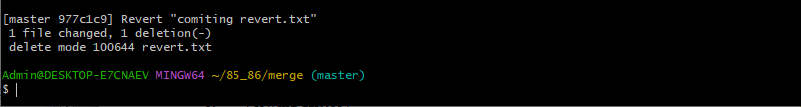 [master 977c1c9] Revert "comiting revert.txt"
 1 file changed, 1 deletion(-)
 delete mode 100644 revert.txt
Admin@DESKTOP-E7CNAEV MINGW64 ~/85_86/merge (master)
$